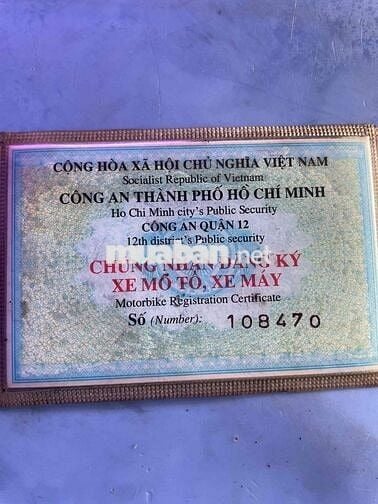 CỘNG HÒA XÃ HỘI CHỦ NGHĨA VIỆT NAM
Socialist Republic of Vietnam
CÔNG AN THÀNH PHỐ HỒ CHÍ MINH
Ho Chi Minh city's Public Security
CÔNG AN QUẬN 12
12th district's Public security
muaban.net
CHỨNG NHẬN ĐĂNG KÝ
XE MÔ TÔ, XE MÁY
Motorbike Registration Certificate
Số (Number): 108470